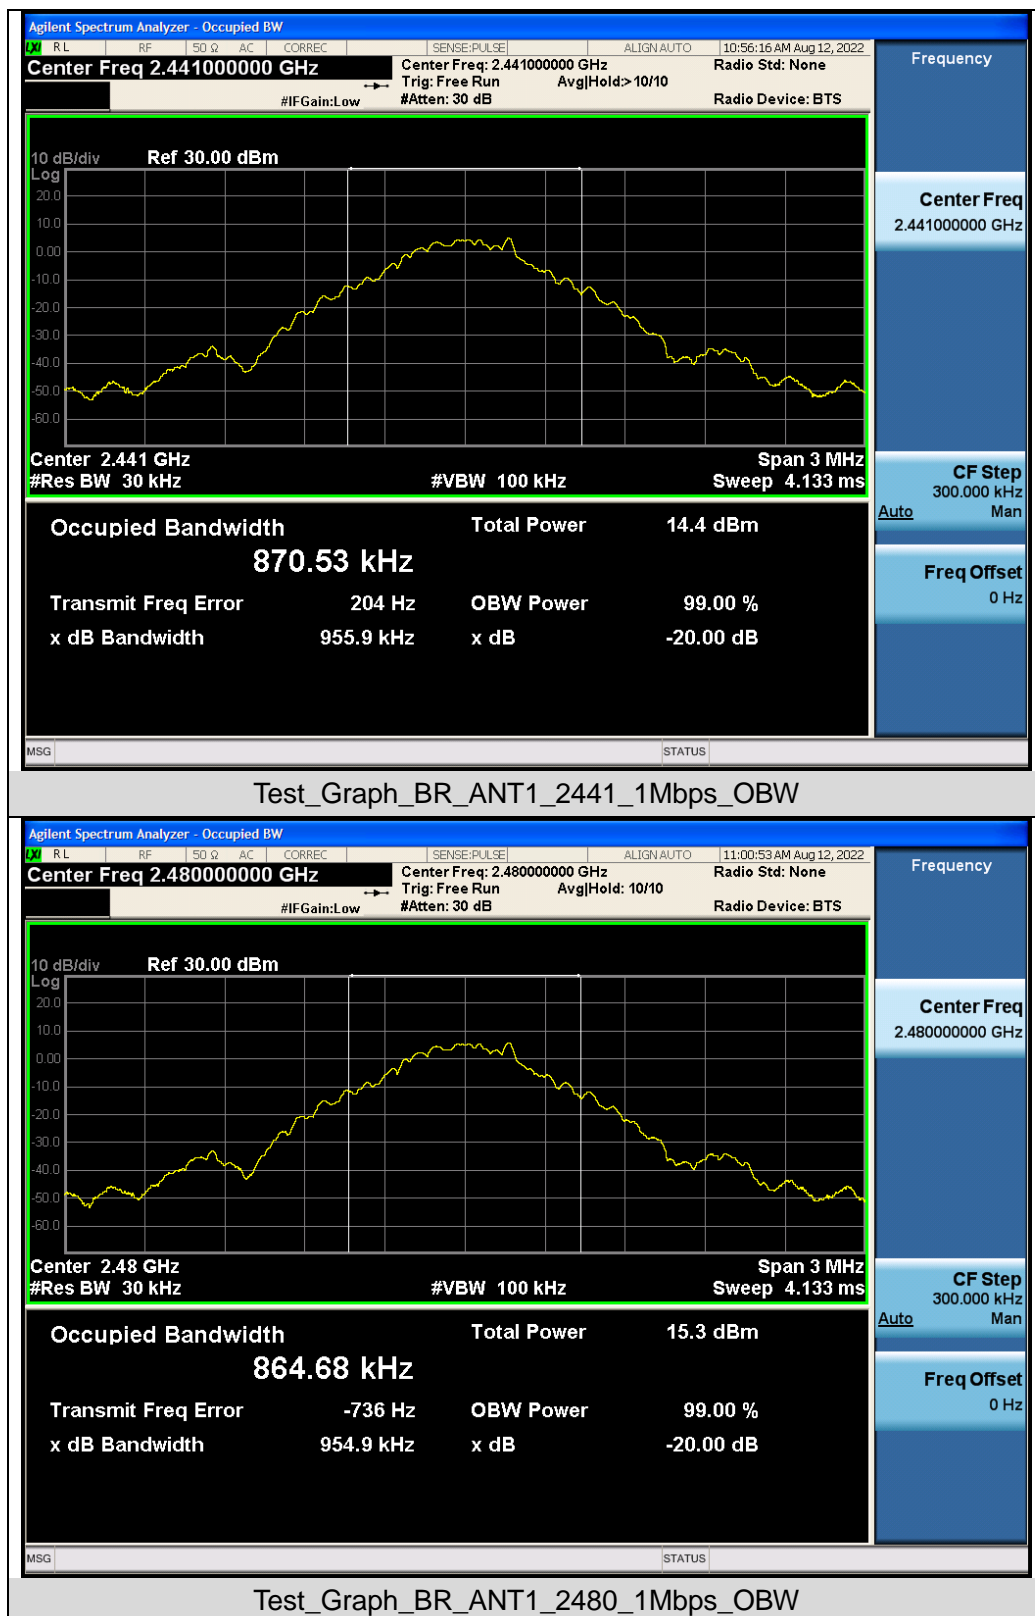 Agilent Spectrum Analyzer - Occupied BW
LXI RL RF 50 Ω AC CORREC SENSE:PULSE ALIGN AUTO 10:56:16 AM Aug 12, 2022
Center Freq 2.441000000 GHz
Center Freq: 2.441000000 GHz
Radio Std: None
Trig: Free Run Avg|Hold:>10/10
#IFGain:Low #Atten: 30 dB Radio Device: BTS
Frequency
10 dB/div Ref 30.00 dBm
Log
20.0
10.0
0.00
-10.0
-20.0
-30.0
-40.0
-50.0
-60.0
Center Freq
2.441000000 GHz
Center 2.441 GHz Span 3 MHz
#Res BW 30 kHz #VBW 100 kHz Sweep 4.133 ms
CF Step
300.000 kHz
Auto Man
Occupied Bandwidth Total Power 14.4 dBm
870.53 kHz
Freq Offset
0 Hz
Transmit Freq Error 204 Hz OBW Power 99.00 %
x dB Bandwidth 955.9 kHz x dB -20.00 dB
MSG STATUS
Test_Graph_BR_ANT1_2441_1Mbps_OBW
Agilent Spectrum Analyzer - Occupied BW
LXI RL RF 50 Ω AC CORREC SENSE:PULSE ALIGN AUTO 11:00:53 AM Aug 12, 2022
Center Freq 2.480000000 GHz
Center Freq: 2.480000000 GHz
Radio Std: None
Trig: Free Run Avg|Hold: 10/10
#IFGain:Low #Atten: 30 dB Radio Device: BTS
Frequency
10 dB/div Ref 30.00 dBm
Log
20.0
10.0
0.00
-10.0
-20.0
-30.0
-40.0
-50.0
-60.0
Center Freq
2.480000000 GHz
Center 2.48 GHz Span 3 MHz
#Res BW 30 kHz #VBW 100 kHz Sweep 4.133 ms
CF Step
300.000 kHz
Auto Man
Occupied Bandwidth Total Power 15.3 dBm
864.68 kHz
Freq Offset
0 Hz
Transmit Freq Error -736 Hz OBW Power 99.00 %
x dB Bandwidth 954.9 kHz x dB -20.00 dB
MSG STATUS
Test_Graph_BR_ANT1_2480_1Mbps_OBW